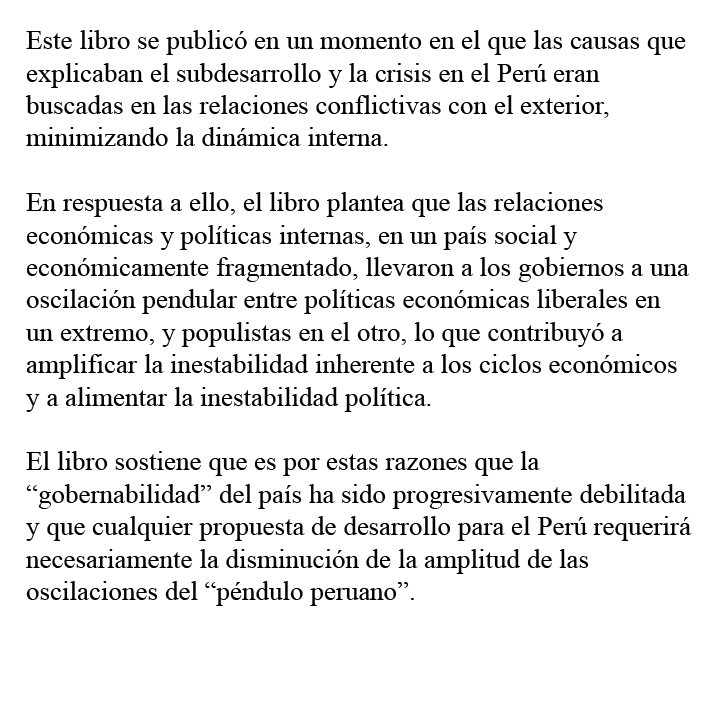 Este libro se publicó en un momento en el que las causas que
explicaban el subdesarrollo y la crisis en el Perú eran
buscadas en las relaciones conflictivas con el exterior,
minimizando la dinámica interna.
En respuesta a ello, el libro plantea que las relaciones
económicas y políticas internas, en un país social y
económicamente fragmentado, llevaron a los gobiernos a una
oscilación pendular entre políticas económicas liberales en
un extremo, y populistas en el otro, lo que contribuyó a
amplificar la inestabilidad inherente a los ciclos económicos
y a alimentar la inestabilidad política.
El libro sostiene que es por estas razones que la
“gobernabilidad” del país ha sido progresivamente debilitada
y que cualquier propuesta de desarrollo para el Perú requerirá
necesariamente la disminución de la amplitud de las
oscilaciones del “péndulo peruano”.